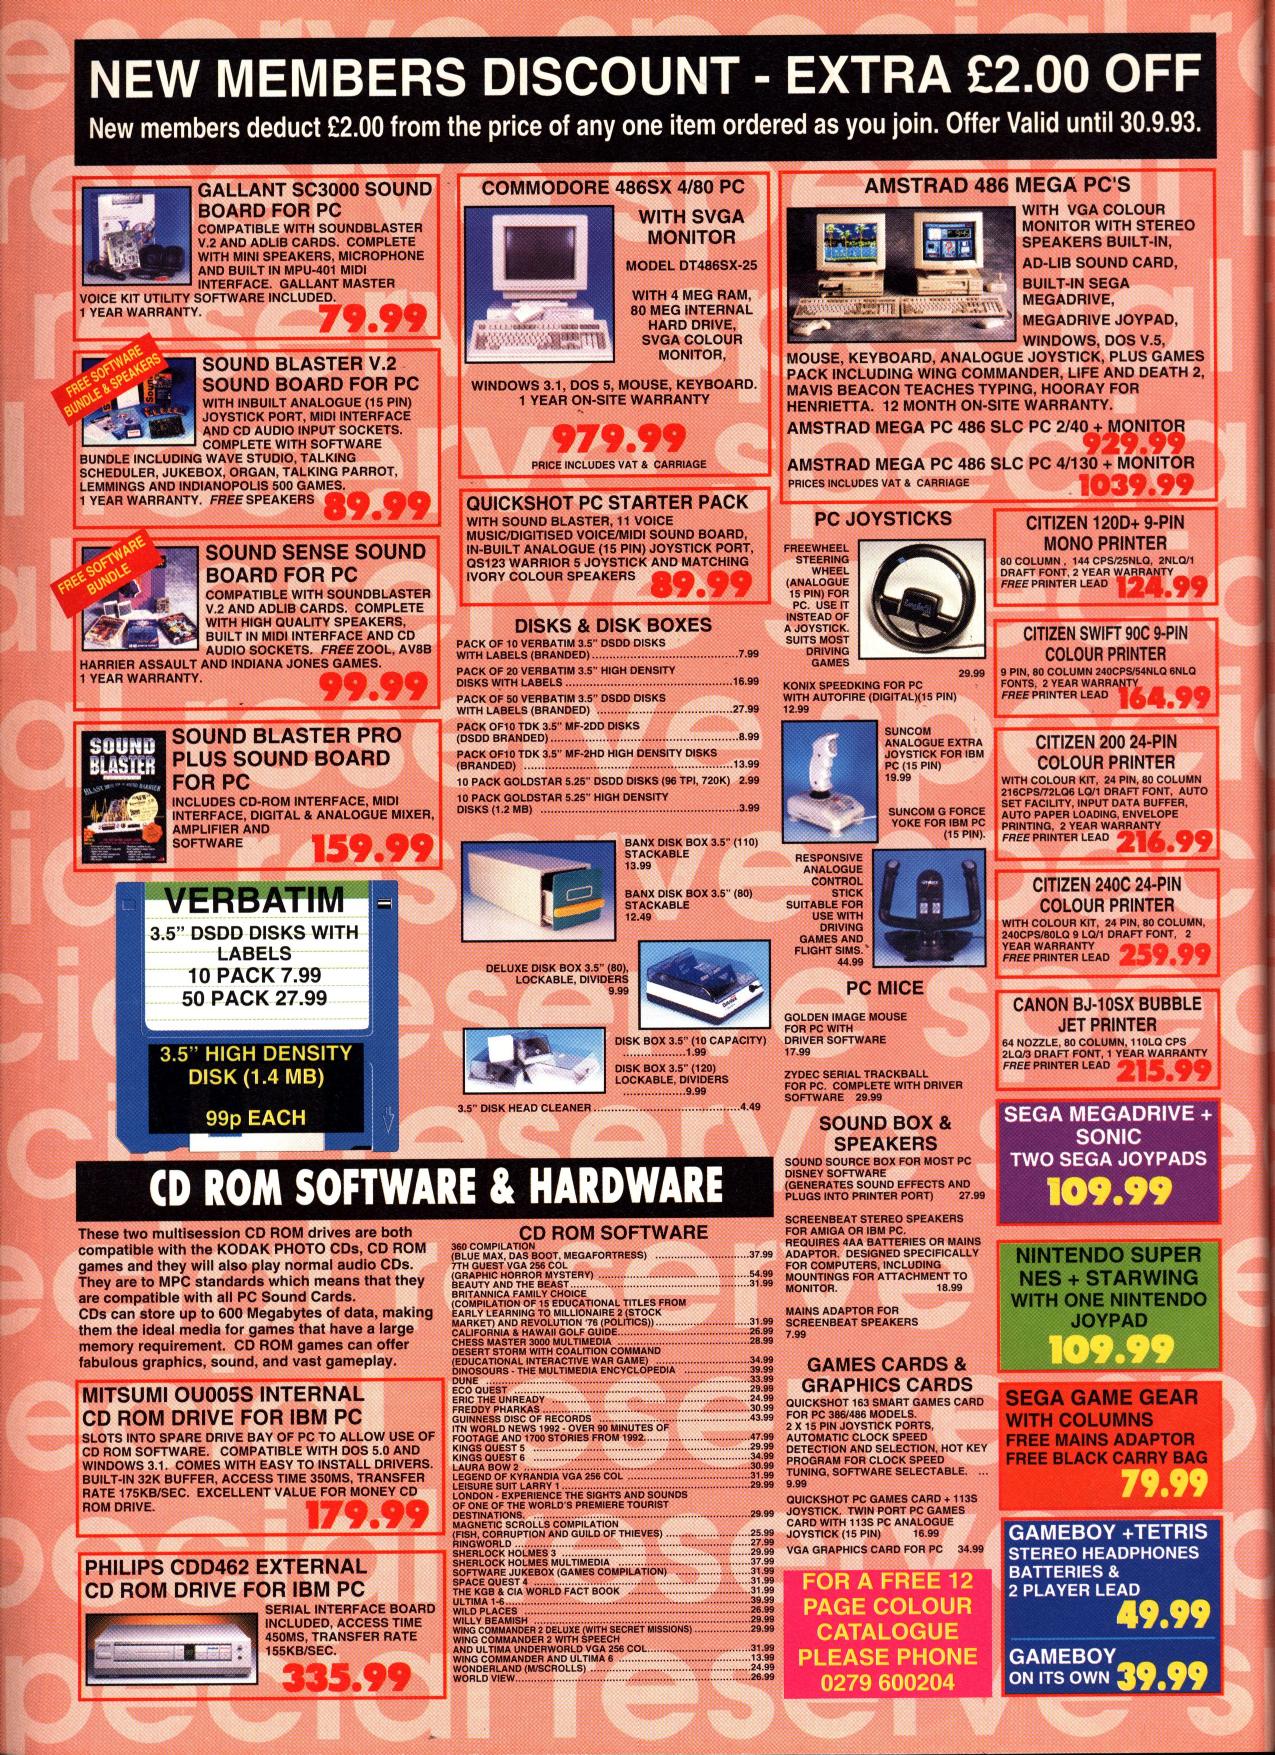 NEW MEMBERS DISCOUNT - EXTRA £2.00 OFF
New members deduct £2.00 from the price of any one item ordered as you join. Offer Valid until 30.9.93.
GALLANT SC3000 SOUND
BOARD FOR PC
COMPATIBLE WITH SOUNDBLASTER
V.2 AND ADLIB CARDS. COMPLETE
WITH MINI SPEAKERS, MICROPHONE
AND BUILT IN MPU-401 MIDI
INTERFACE. GALLANT MASTER
VOICE KIT UTILITY SOFTWARE INCLUDED.
1 YEAR WARRANTY.
79.99
FREE SOFTWARE
BUNDLE & SPEAKERS
SOUND BLASTER V.2
SOUND BOARD FOR PC
WITH INBUILT ANALOGUE (15 PIN)
JOYSTICK PORT, MIDI INTERFACE
AND CD AUDIO INPUT SOCKETS.
COMPLETE WITH SOFTWARE
BUNDLE INCLUDING WAVE STUDIO, TALKING
SCHEDULER, JUKEBOX, ORGAN, TALKING PARROT,
LEMMINGS AND INDIANOPOLIS 500 GAMES.
1 YEAR WARRANTY. FREE SPEAKERS
89.99
FREE SOFTWARE
BUNDLE
SOUND SENSE SOUND
BOARD FOR PC
COMPATIBLE WITH SOUNDBLASTER
V.2 AND ADLIB CARDS. COMPLETE
WITH HIGH QUALITY SPEAKERS,
BUILT IN MIDI INTERFACE AND CD
AUDIO SOCKETS. FREE ZOOL, AV8B
HARRIER ASSAULT AND INDIANA JONES GAMES.
1 YEAR WARRANTY.
99.99
SOUND
BLASTER
SOUND BLASTER PRO
PLUS SOUND BOARD
FOR PC
INCLUDES CD-ROM INTERFACE, MIDI
INTERFACE, DIGITAL & ANALOGUE MIXER,
AMPLIFIER AND
SOFTWARE
159.99
VERBATIM
3.5" DSDD DISKS WITH
LABELS
10 PACK 7.99
50 PACK 27.99
3.5" HIGH DENSITY
DISK (1.4 MB)
99p EACH
COMMODORE 486SX 4/80 PC
WITH SVGA
MONITOR
MODEL DT486SX-25
WITH 4 MEG RAM,
80 MEG INTERNAL
HARD DRIVE,
SVGA COLOUR
MONITOR,
WINDOWS 3.1, DOS 5, MOUSE, KEYBOARD.
1 YEAR ON-SITE WARRANTY
979.99
PRICE INCLUDES VAT & CARRIAGE
QUICKSHOT PC STARTER PACK
WITH SOUND BLASTER, 11 VOICE
MUSIC/DIGITISED VOICE/MIDI SOUND BOARD,
IN-BUILT ANALOGUE (15 PIN) JOYSTICK PORT,
QS123 WARRIOR 5 JOYSTICK AND MATCHING
IVORY COLOUR SPEAKERS
89.99
DISKS & DISK BOXES
PACK OF 10 VERBATIM 3.5" DSDD DISKS
WITH LABELS (BRANDED) ........7.99
PACK OF 20 VERBATIM 3.5" HIGH DENSITY
DISKS WITH LABELS ........16.99
PACK OF 50 VERBATIM 3.5" DSDD DISKS
WITH LABELS (BRANDED) ........27.99
PACK OF10 TDK 3.5" MF-2DD DISKS
(DSDD BRANDED) ........8.99
PACK OF10 TDK 3.5" MF-2HD HIGH DENSITY DISKS
(BRANDED) ........13.99
10 PACK GOLDSTAR 5.25" DSDD DISKS (96 TPI, 720K) 2.99
10 PACK GOLDSTAR 5.25" HIGH DENSITY
DISKS (1.2 MB) ........3.99
BANX DISK BOX 3.5" (110)
STACKABLE
13.99
BANX DISK BOX 3.5" (80)
STACKABLE
12.49
DELUXE DISK BOX 3.5" (80),
LOCKABLE, DIVIDERS
9.99
DISK BOX 3.5" (10 CAPACITY)
........1.99
DISK BOX 3.5" (120)
LOCKABLE, DIVIDERS
........9.99
3.5" DISK HEAD CLEANER ........4.49
AMSTRAD 486 MEGA PC'S
WITH VGA COLOUR
MONITOR WITH STEREO
SPEAKERS BUILT-IN,
AD-LIB SOUND CARD,
BUILT-IN SEGA
MEGADRIVE,
MEGADRIVE JOYPAD,
WINDOWS, DOS V.5,
MOUSE, KEYBOARD, ANALOGUE JOYSTICK, PLUS GAMES
PACK INCLUDING WING COMMANDER, LIFE AND DEATH 2,
MAVIS BEACON TEACHES TYPING, HOORAY FOR
HENRIETTA. 12 MONTH ON-SITE WARRANTY.
AMSTRAD MEGA PC 486 SLC PC 2/40 + MONITOR
929.99
AMSTRAD MEGA PC 486 SLC PC 4/130 + MONITOR
PRICES INCLUDES VAT & CARRIAGE
1039.99
PC JOYSTICKS
FREEWHEEL
STEERING
WHEEL
(ANALOGUE
15 PIN) FOR
PC. USE IT
INSTEAD OF
A JOYSTICK.
SUITS MOST
DRIVING
GAMES
29.99
KONIX SPEEDKING FOR PC
WITH AUTOFIRE (DIGITAL)(15 PIN)
12.99
SUNCOM
ANALOGUE EXTRA
JOYSTICK FOR IBM
PC (15 PIN)
19.99
SUNCOM G FORCE
YOKE FOR IBM PC
(15 PIN).
RESPONSIVE
ANALOGUE
CONTROL
STICK
SUITABLE FOR
USE WITH
DRIVING
GAMES AND
FLIGHT SIMS.
44.99
PC MICE
GOLDEN IMAGE MOUSE
FOR PC WITH
DRIVER SOFTWARE
17.99
ZYDEC SERIAL TRACKBALL
FOR PC. COMPLETE WITH DRIVER
SOFTWARE 29.99
SOUND BOX &
SPEAKERS
SOUND SOURCE BOX FOR MOST PC
DISNEY SOFTWARE
(GENERATES SOUND EFFECTS AND
PLUGS INTO PRINTER PORT) 27.99
SCREENBEAT STEREO SPEAKERS
FOR AMIGA OR IBM PC.
REQUIRES 4AA BATTERIES OR MAINS
ADAPTOR. DESIGNED SPECIFICALLY
FOR COMPUTERS, INCLUDING
MOUNTINGS FOR ATTACHMENT TO
MONITOR. 18.99
MAINS ADAPTOR FOR
SCREENBEAT SPEAKERS
7.99
GAMES CARDS &
GRAPHICS CARDS
QUICKSHOT 163 SMART GAMES CARD
FOR PC 386/486 MODELS.
2 X 15 PIN JOYSTICK PORTS,
AUTOMATIC CLOCK SPEED
DETECTION AND SELECTION, HOT KEY
PROGRAM FOR CLOCK SPEED
TUNING, SOFTWARE SELECTABLE. ...
9.99
QUICKSHOT PC GAMES CARD + 113S
JOYSTICK. TWIN PORT PC GAMES
CARD WITH 113S PC ANALOGUE
JOYSTICK (15 PIN) 16.99
VGA GRAPHICS CARD FOR PC 34.99
FOR A FREE 12
PAGE COLOUR
CATALOGUE
PLEASE PHONE
0279 600204
CITIZEN 120D+ 9-PIN
MONO PRINTER
80 COLUMN , 144 CPS/25NLQ, 2NLQ/1
DRAFT FONT, 2 YEAR WARRANTY
FREE PRINTER LEAD
124.99
CITIZEN SWIFT 90C 9-PIN
COLOUR PRINTER
9 PIN, 80 COLUMN 240CPS/54NLQ 6NLQ
FONTS, 2 YEAR WARRANTY
FREE PRINTER LEAD
164.99
CITIZEN 200 24-PIN
COLOUR PRINTER
WITH COLOUR KIT, 24 PIN, 80 COLUMN
216CPS/72LQ6 LQ/1 DRAFT FONT, AUTO
SET FACILITY, INPUT DATA BUFFER,
AUTO PAPER LOADING, ENVELOPE
PRINTING, 2 YEAR WARRANTY
FREE PRINTER LEAD
216.99
CITIZEN 240C 24-PIN
COLOUR PRINTER
WITH COLOUR KIT, 24 PIN, 80 COLUMN,
240CPS/80LQ 9 LQ/1 DRAFT FONT, 2
YEAR WARRANTY
FREE PRINTER LEAD
259.99
CANON BJ-10SX BUBBLE
JET PRINTER
64 NOZZLE, 80 COLUMN, 110LQ CPS
2LQ/3 DRAFT FONT, 1 YEAR WARRANTY
FREE PRINTER LEAD
215.99
SEGA MEGADRIVE +
SONIC
TWO SEGA JOYPADS
109.99
NINTENDO SUPER
NES + STARWING
WITH ONE NINTENDO
JOYPAD
109.99
SEGA GAME GEAR
WITH COLUMNS
FREE MAINS ADAPTOR
FREE BLACK CARRY BAG
79.99
GAMEBOY +TETRIS
STEREO HEADPHONES
BATTERIES &
2 PLAYER LEAD
49.99
GAMEBOY
ON ITS OWN 39.99
CD ROM SOFTWARE & HARDWARE
These two multisession CD ROM drives are both
compatible with the KODAK PHOTO CDs, CD ROM
games and they will also play normal audio CDs.
They are to MPC standards which means that they
are compatible with all PC Sound Cards.
CDs can store up to 600 Megabytes of data, making
them the ideal media for games that have a large
memory requirement. CD ROM games can offer
fabulous graphics, sound, and vast gameplay.
MITSUMI OU005S INTERNAL
CD ROM DRIVE FOR IBM PC
SLOTS INTO SPARE DRIVE BAY OF PC TO ALLOW USE OF
CD ROM SOFTWARE. COMPATIBLE WITH DOS 5.0 AND
WINDOWS 3.1. COMES WITH EASY TO INSTALL DRIVERS.
BUILT-IN 32K BUFFER, ACCESS TIME 350MS, TRANSFER
RATE 175KB/SEC. EXCELLENT VALUE FOR MONEY CD
ROM DRIVE.
179.99
PHILIPS CDD462 EXTERNAL
CD ROM DRIVE FOR IBM PC
SERIAL INTERFACE BOARD
INCLUDED, ACCESS TIME
450MS, TRANSFER RATE
155KB/SEC.
335.99
CD ROM SOFTWARE
360 COMPILATION
(BLUE MAX, DAS BOOT, MEGAFORTRESS) ........37.99
7TH GUEST VGA 256 COL
(GRAPHIC HORROR MYSTERY) ........54.99
BEAUTY AND THE BEAST ........31.99
BRITANNICA FAMILY CHOICE
(COMPILATION OF 15 EDUCATIONAL TITLES FROM
EARLY LEARNING TO MILLIONAIRE 2 (STOCK
MARKET) AND REVOLUTION '76 (POLITICS)) ........31.99
CALIFORNIA & HAWAII GOLF GUIDE ........26.99
CHESS MASTER 3000 MULTIMEDIA ........28.99
DESERT STORM WITH COALITION COMMAND
(EDUCATIONAL INTERACTIVE WAR GAME) ........34.99
DINOSOURS - THE MULTIMEDIA ENCYCLOPEDIA ........39.99
DUNE ........33.99
ECO QUEST ........29.99
ERIC THE UNREADY ........24.99
FREDDY PHARKAS ........30.99
GUINNESS DISC OF RECORDS ........43.99
ITN WORLD NEWS 1992 - OVER 90 MINUTES OF
FOOTAGE AND 1700 STORIES FROM 1992 ........47.99
KINGS QUEST 5 ........29.99
KINGS QUEST 6 ........34.99
LAURA BOW 2 ........30.99
LEGEND OF KYRANDIA VGA 256 COL ........31.99
LEISURE SUIT LARRY 1 ........29.99
LONDON - EXPERIENCE THE SIGHTS AND SOUNDS
OF ONE OF THE WORLD'S PREMIERE TOURIST
DESTINATIONS. ........29.99
MAGNETIC SCROLLS COMPILATION
(FISH, CORRUPTION AND GUILD OF THIEVES) ........25.99
RINGWORLD ........27.99
SHERLOCK HOLMES 3 ........29.99
SHERLOCK HOLMES MULTIMEDIA ........37.99
SOFTWARE JUKEBOX (GAMES COMPILATION) ........31.99
SPACE QUEST 4 ........31.99
THE KGB & CIA WORLD FACT BOOK ........31.99
ULTIMA 1-6 ........39.99
WILD PLACES ........26.99
WILLY BEAMISH ........29.99
WING COMMANDER 2 DELUXE (WITH SECRET MISSIONS) ........29.99
WING COMMANDER 2 WITH SPEECH
AND ULTIMA UNDERWORLD VGA 256 COL ........31.99
WING COMMANDER AND ULTIMA 6 ........13.99
WONDERLAND (M/SCROLLS) ........24.99
WORLD VIEW ........26.99